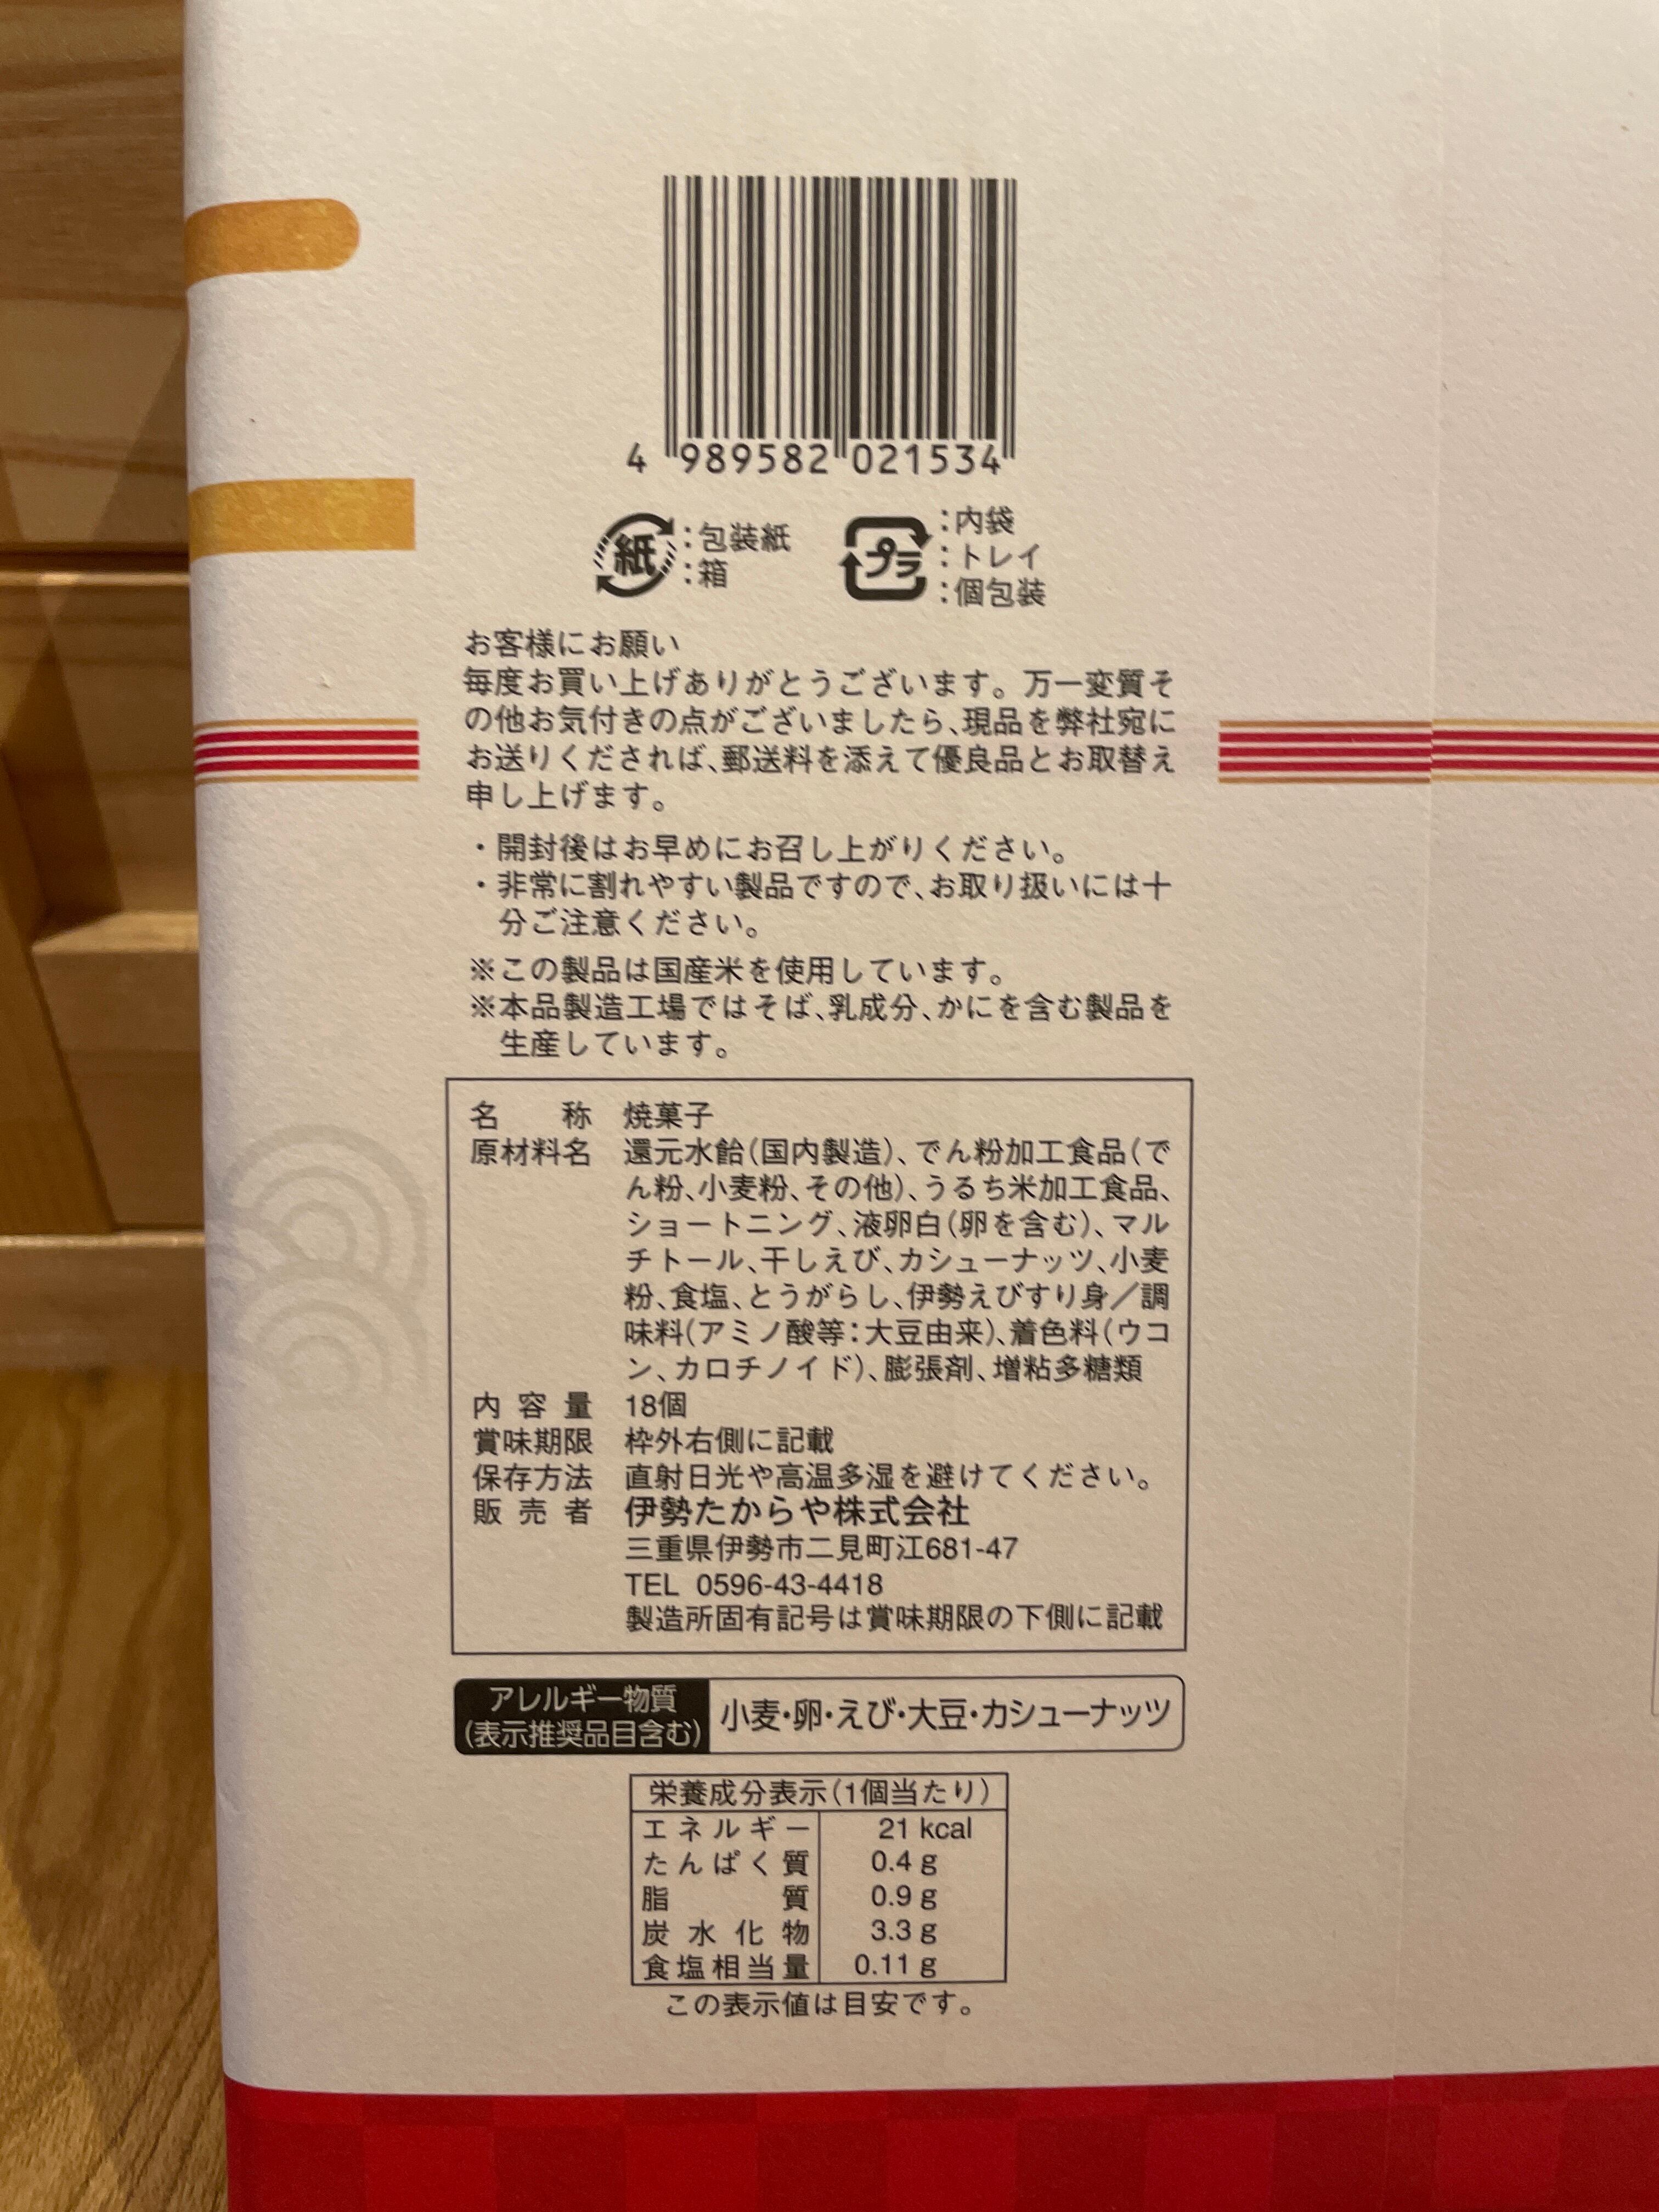 4 989582 021534
紙 :包装紙
:箱
プラ :内袋
:トレイ
:個包装
お客様にお願い
毎度お買い上げありがとうございます。万一変質そ
の他お気付きの点がございましたら、現品を弊社宛に
お送りくだされば、郵送料を添えて優良品とお取替え
申し上げます。
・開封後はお早めにお召し上がりください。
・非常に割れやすい製品ですので、お取り扱いには十
分ご注意ください。
※この製品は国産米を使用しています。
※本品製造工場ではそば、乳成分、かにを含む製品を
生産しています。
名称 焼菓子
原材料名 還元水飴(国内製造)、でん粉加工食品(で
ん粉、小麦粉、その他)、うるち米加工食品、
ショートニング、液卵白(卵を含む)、マル
チトール、干しえび、カシューナッツ、小麦
粉、食塩、とうがらし、伊勢えびすり身/調
味料(アミノ酸等:大豆由来)、着色料(ウコ
ン、カロチノイド)、膨張剤、増粘多糖類
内容量 18個
賞味期限 枠外右側に記載
保存方法 直射日光や高温多湿を避けてください。
販売者 伊勢たからや株式会社
三重県伊勢市二見町江681-47
TEL 0596-43-4418
製造所固有記号は賞味期限の下側に記載
アレルギー物質
(表示推奨品目含む)
小麦・卵・えび・大豆・カシューナッツ
栄養成分表示(1個当たり)
エネルギー 21 kcal
たんぱく質 0.4 g
脂質 0.9 g
炭水化物 3.3 g
食塩相当量 0.11 g
この表示値は目安です。